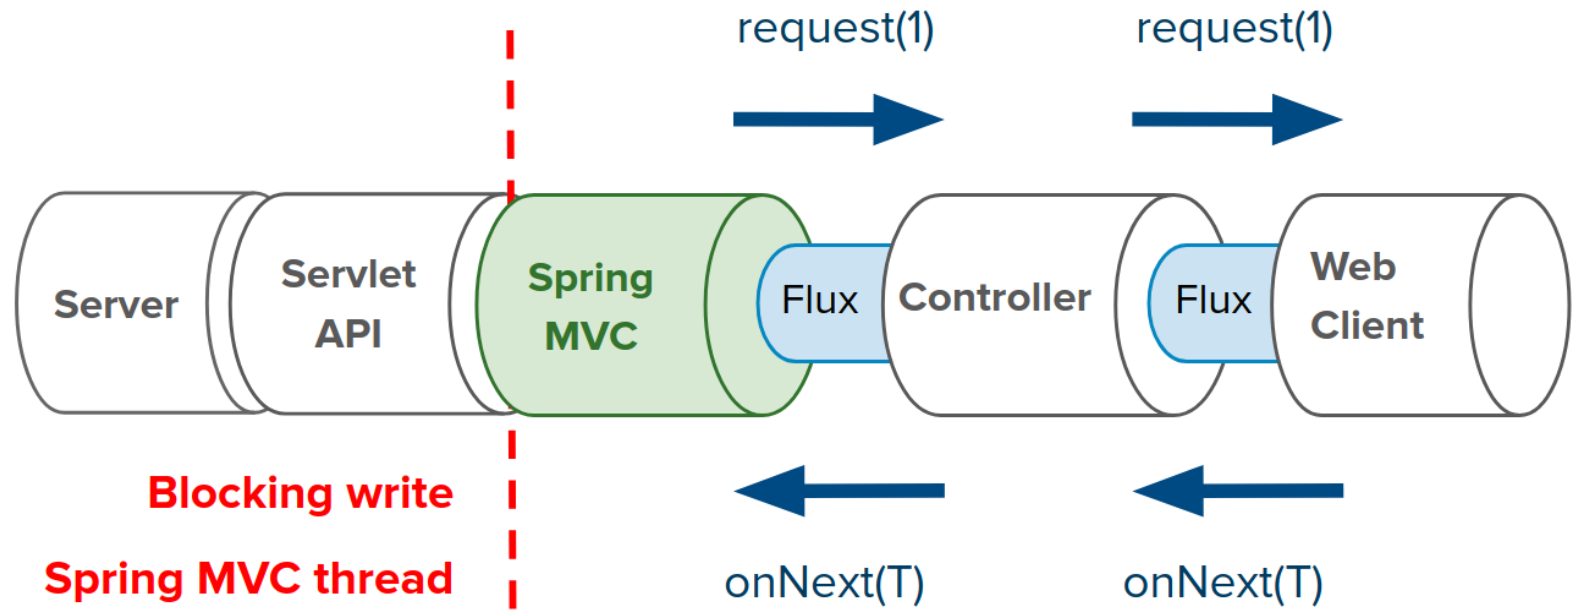 request(1)
request(1)
Server
Servlet
API
Spring
MVC
Flux
Controller
Flux
Web
Client
Blocking write
Spring MVC thread
onNext(T)
onNext(T)